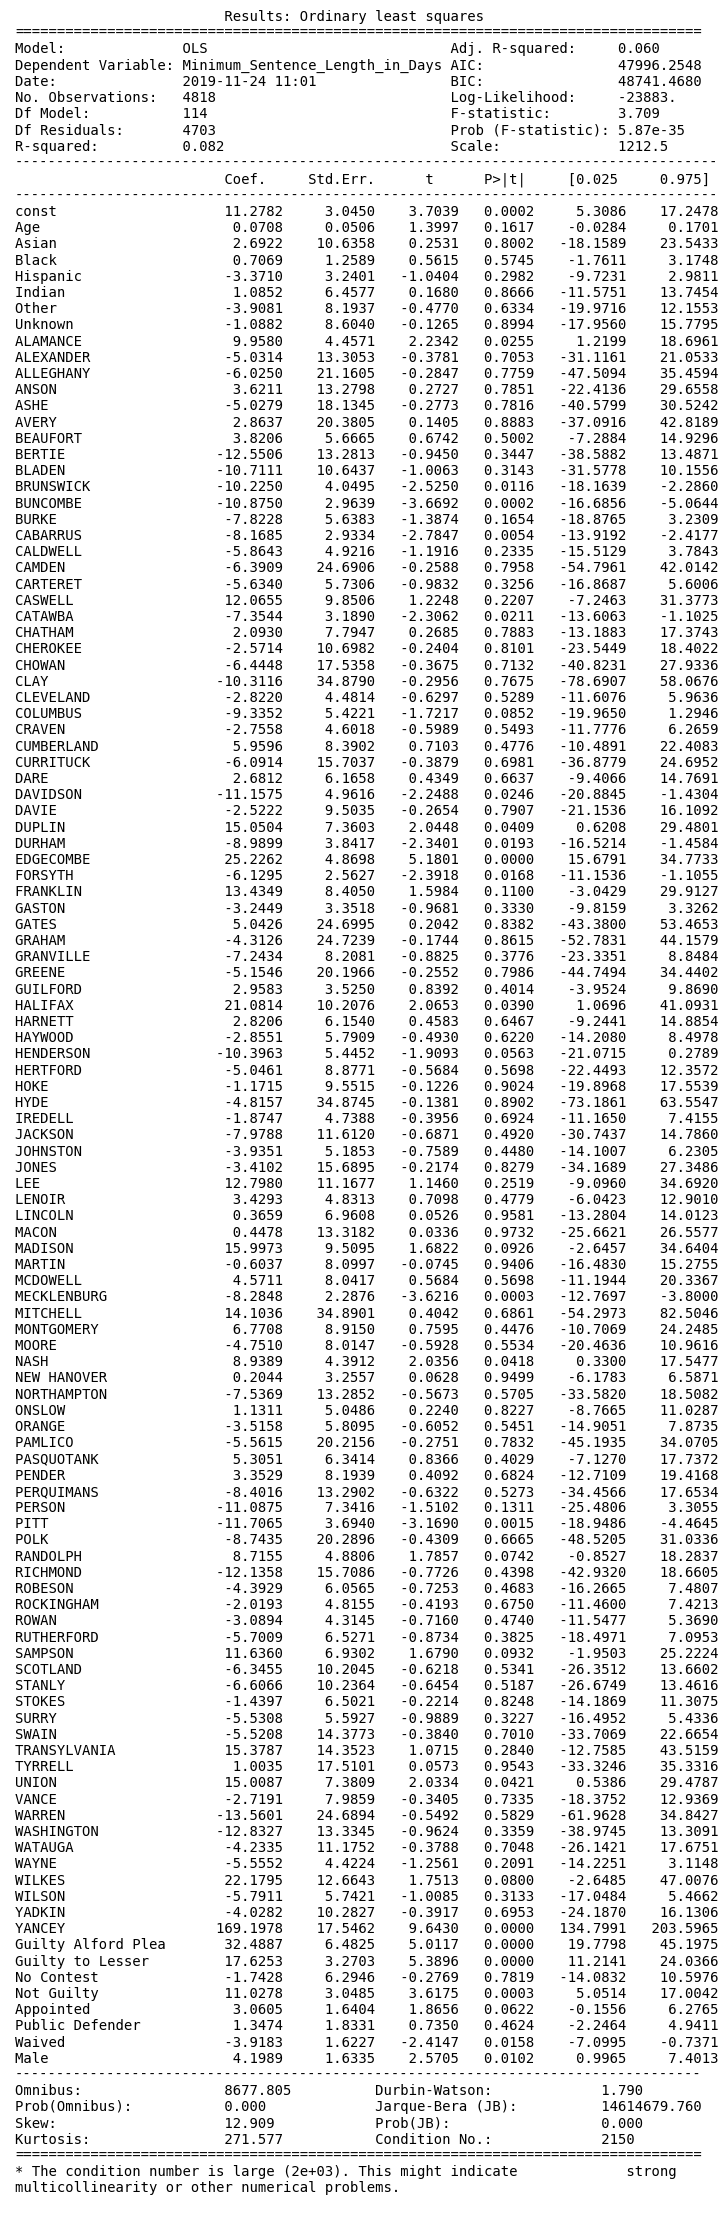 Results: Ordinary least squares
==================================================================================
Model: OLS Adj. R-squared: 0.060
Dependent Variable: Minimum_Sentence_Length_in_Days AIC: 47996.2548
Date: 2019-11-24 11:01 BIC: 48741.4680
No. Observations: 4818 Log-Likelihood: -23883.
Df Model: 114 F-statistic: 3.709
Df Residuals: 4703 Prob (F-statistic): 5.87e-35
R-squared: 0.082 Scale: 1212.5
------------------------------------------------------------------------------------
Coef. Std.Err. t P>|t| [0.025 0.975]
------------------------------------------------------------------------------------
const 11.2782 3.0450 3.7039 0.0002 5.3086 17.2478
Age 0.0708 0.0506 1.3997 0.1617 -0.0284 0.1701
Asian 2.6922 10.6358 0.2531 0.8002 -18.1589 23.5433
Black 0.7069 1.2589 0.5615 0.5745 -1.7611 3.1748
Hispanic -3.3710 3.2401 -1.0404 0.2982 -9.7231 2.9811
Indian 1.0852 6.4577 0.1680 0.8666 -11.5751 13.7454
Other -3.9081 8.1937 -0.4770 0.6334 -19.9716 12.1553
Unknown -1.0882 8.6040 -0.1265 0.8994 -17.9560 15.7795
ALAMANCE 9.9580 4.4571 2.2342 0.0255 1.2199 18.6961
ALEXANDER -5.0314 13.3053 -0.3781 0.7053 -31.1161 21.0533
ALLEGHANY -6.0250 21.1605 -0.2847 0.7759 -47.5094 35.4594
ANSON 3.6211 13.2798 0.2727 0.7851 -22.4136 29.6558
ASHE -5.0279 18.1345 -0.2773 0.7816 -40.5799 30.5242
AVERY 2.8637 20.3805 0.1405 0.8883 -37.0916 42.8189
BEAUFORT 3.8206 5.6665 0.6742 0.5002 -7.2884 14.9296
BERTIE -12.5506 13.2813 -0.9450 0.3447 -38.5882 13.4871
BLADEN -10.7111 10.6437 -1.0063 0.3143 -31.5778 10.1556
BRUNSWICK -10.2250 4.0495 -2.5250 0.0116 -18.1639 -2.2860
BUNCOMBE -10.8750 2.9639 -3.6692 0.0002 -16.6856 -5.0644
BURKE -7.8228 5.6383 -1.3874 0.1654 -18.8765 3.2309
CABARRUS -8.1685 2.9334 -2.7847 0.0054 -13.9192 -2.4177
CALDWELL -5.8643 4.9216 -1.1916 0.2335 -15.5129 3.7843
CAMDEN -6.3909 24.6906 -0.2588 0.7958 -54.7961 42.0142
CARTERET -5.6340 5.7306 -0.9832 0.3256 -16.8687 5.6006
CASWELL 12.0655 9.8506 1.2248 0.2207 -7.2463 31.3773
CATAWBA -7.3544 3.1890 -2.3062 0.0211 -13.6063 -1.1025
CHATHAM 2.0930 7.7947 0.2685 0.7883 -13.1883 17.3743
CHEROKEE -2.5714 10.6982 -0.2404 0.8101 -23.5449 18.4022
CHOWAN -6.4448 17.5358 -0.3675 0.7132 -40.8231 27.9336
CLAY -10.3116 34.8790 -0.2956 0.7675 -78.6907 58.0676
CLEVELAND -2.8220 4.4814 -0.6297 0.5289 -11.6076 5.9636
COLUMBUS -9.3352 5.4221 -1.7217 0.0852 -19.9650 1.2946
CRAVEN -2.7558 4.6018 -0.5989 0.5493 -11.7776 6.2659
CUMBERLAND 5.9596 8.3902 0.7103 0.4776 -10.4891 22.4083
CURRITUCK -6.0914 15.7037 -0.3879 0.6981 -36.8779 24.6952
DARE 2.6812 6.1658 0.4349 0.6637 -9.4066 14.7691
DAVIDSON -11.1575 4.9616 -2.2488 0.0246 -20.8845 -1.4304
DAVIE -2.5222 9.5035 -0.2654 0.7907 -21.1536 16.1092
DUPLIN 15.0504 7.3603 2.0448 0.0409 0.6208 29.4801
DURHAM -8.9899 3.8417 -2.3401 0.0193 -16.5214 -1.4584
EDGECOMBE 25.2262 4.8698 5.1801 0.0000 15.6791 34.7733
FORSYTH -6.1295 2.5627 -2.3918 0.0168 -11.1536 -1.1055
FRANKLIN 13.4349 8.4050 1.5984 0.1100 -3.0429 29.9127
GASTON -3.2449 3.3518 -0.9681 0.3330 -9.8159 3.3262
GATES 5.0426 24.6995 0.2042 0.8382 -43.3800 53.4653
GRAHAM -4.3126 24.7239 -0.1744 0.8615 -52.7831 44.1579
GRANVILLE -7.2434 8.2081 -0.8825 0.3776 -23.3351 8.8484
GREENE -5.1546 20.1966 -0.2552 0.7986 -44.7494 34.4402
GUILFORD 2.9583 3.5250 0.8392 0.4014 -3.9524 9.8690
HALIFAX 21.0814 10.2076 2.0653 0.0390 1.0696 41.0931
HARNETT 2.8206 6.1540 0.4583 0.6467 -9.2441 14.8854
HAYWOOD -2.8551 5.7909 -0.4930 0.6220 -14.2080 8.4978
HENDERSON -10.3963 5.4452 -1.9093 0.0563 -21.0715 0.2789
HERTFORD -5.0461 8.8771 -0.5684 0.5698 -22.4493 12.3572
HOKE -1.1715 9.5515 -0.1226 0.9024 -19.8968 17.5539
HYDE -4.8157 34.8745 -0.1381 0.8902 -73.1861 63.5547
IREDELL -1.8747 4.7388 -0.3956 0.6924 -11.1650 7.4155
JACKSON -7.9788 11.6120 -0.6871 0.4920 -30.7437 14.7860
JOHNSTON -3.9351 5.1853 -0.7589 0.4480 -14.1007 6.2305
JONES -3.4102 15.6895 -0.2174 0.8279 -34.1689 27.3486
LEE 12.7980 11.1677 1.1460 0.2519 -9.0960 34.6920
LENOIR 3.4293 4.8313 0.7098 0.4779 -6.0423 12.9010
LINCOLN 0.3659 6.9608 0.0526 0.9581 -13.2804 14.0123
MACON 0.4478 13.3182 0.0336 0.9732 -25.6621 26.5577
MADISON 15.9973 9.5095 1.6822 0.0926 -2.6457 34.6404
MARTIN -0.6037 8.0997 -0.0745 0.9406 -16.4830 15.2755
MCDOWELL 4.5711 8.0417 0.5684 0.5698 -11.1944 20.3367
MECKLENBURG -8.2848 2.2876 -3.6216 0.0003 -12.7697 -3.8000
MITCHELL 14.1036 34.8901 0.4042 0.6861 -54.2973 82.5046
MONTGOMERY 6.7708 8.9150 0.7595 0.4476 -10.7069 24.2485
MOORE -4.7510 8.0147 -0.5928 0.5534 -20.4636 10.9616
NASH 8.9389 4.3912 2.0356 0.0418 0.3300 17.5477
NEW HANOVER 0.2044 3.2557 0.0628 0.9499 -6.1783 6.5871
NORTHAMPTON -7.5369 13.2852 -0.5673 0.5705 -33.5820 18.5082
ONSLOW 1.1311 5.0486 0.2240 0.8227 -8.7665 11.0287
ORANGE -3.5158 5.8095 -0.6052 0.5451 -14.9051 7.8735
PAMLICO -5.5615 20.2156 -0.2751 0.7832 -45.1935 34.0705
PASQUOTANK 5.3051 6.3414 0.8366 0.4029 -7.1270 17.7372
PENDER 3.3529 8.1939 0.4092 0.6824 -12.7109 19.4168
PERQUIMANS -8.4016 13.2902 -0.6322 0.5273 -34.4566 17.6534
PERSON -11.0875 7.3416 -1.5102 0.1311 -25.4806 3.3055
PITT -11.7065 3.6940 -3.1690 0.0015 -18.9486 -4.4645
POLK -8.7435 20.2896 -0.4309 0.6665 -48.5205 31.0336
RANDOLPH 8.7155 4.8806 1.7857 0.0742 -0.8527 18.2837
RICHMOND -12.1358 15.7086 -0.7726 0.4398 -42.9320 18.6605
ROBESON -4.3929 6.0565 -0.7253 0.4683 -16.2665 7.4807
ROCKINGHAM -2.0193 4.8155 -0.4193 0.6750 -11.4600 7.4213
ROWAN -3.0894 4.3145 -0.7160 0.4740 -11.5477 5.3690
RUTHERFORD -5.7009 6.5271 -0.8734 0.3825 -18.4971 7.0953
SAMPSON 11.6360 6.9302 1.6790 0.0932 -1.9503 25.2224
SCOTLAND -6.3455 10.2045 -0.6218 0.5341 -26.3512 13.6602
STANLY -6.6066 10.2364 -0.6454 0.5187 -26.6749 13.4616
STOKES -1.4397 6.5021 -0.2214 0.8248 -14.1869 11.3075
SURRY -5.5308 5.5927 -0.9889 0.3227 -16.4952 5.4336
SWAIN -5.5208 14.3773 -0.3840 0.7010 -33.7069 22.6654
TRANSYLVANIA 15.3787 14.3523 1.0715 0.2840 -12.7585 43.5159
TYRRELL 1.0035 17.5101 0.0573 0.9543 -33.3246 35.3316
UNION 15.0087 7.3809 2.0334 0.0421 0.5386 29.4787
VANCE -2.7191 7.9859 -0.3405 0.7335 -18.3752 12.9369
WARREN -13.5601 24.6894 -0.5492 0.5829 -61.9628 34.8427
WASHINGTON -12.8327 13.3345 -0.9624 0.3359 -38.9745 13.3091
WATAUGA -4.2335 11.1752 -0.3788 0.7048 -26.1421 17.6751
WAYNE -5.5552 4.4224 -1.2561 0.2091 -14.2251 3.1148
WILKES 22.1795 12.6643 1.7513 0.0800 -2.6485 47.0076
WILSON -5.7911 5.7421 -1.0085 0.3133 -17.0484 5.4662
YADKIN -4.0282 10.2827 -0.3917 0.6953 -24.1870 16.1306
YANCEY 169.1978 17.5462 9.6430 0.0000 134.7991 203.5965
Guilty Alford Plea 32.4887 6.4825 5.0117 0.0000 19.7798 45.1975
Guilty to Lesser 17.6253 3.2703 5.3896 0.0000 11.2141 24.0366
No Contest -1.7428 6.2946 -0.2769 0.7819 -14.0832 10.5976
Not Guilty 11.0278 3.0485 3.6175 0.0003 5.0514 17.0042
Appointed 3.0605 1.6404 1.8656 0.0622 -0.1556 6.2765
Public Defender 1.3474 1.8331 0.7350 0.4624 -2.2464 4.9411
Waived -3.9183 1.6227 -2.4147 0.0158 -7.0995 -0.7371
Male 4.1989 1.6335 2.5705 0.0102 0.9965 7.4013
----------------------------------------------------------------------------------
Omnibus: 8677.805 Durbin-Watson: 1.790
Prob(Omnibus): 0.000 Jarque-Bera (JB): 14614679.760
Skew: 12.909 Prob(JB): 0.000
Kurtosis: 271.577 Condition No.: 2150
==================================================================================
* The condition number is large (2e+03). This might indicate strong
multicollinearity or other numerical problems.